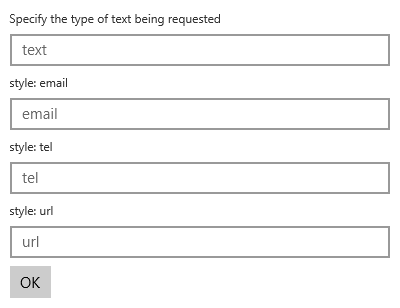 Specify the type of text being requested
text
style: email
email
style: tel
tel
style: url
url
OK